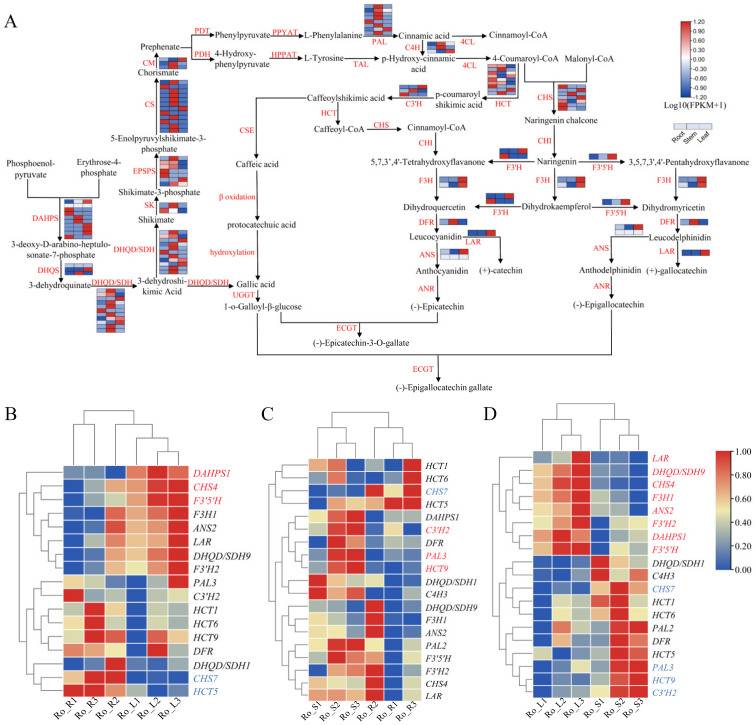 A
PDT
Phenylpyruvate
PPYAT
L-Phenylalanine
PAL
Cinnamic acid
4CL
Cinnamoyl-CoA
Prephenate
C4H
PDH
4-Hydroxy-
phenylpyruvate
HPPAT
L-Tyrosine
TAL
p-Hydroxy-cinnamic
acid
4CL
4-Coumaroyl-CoA
Malonyl-CoA
CM
Chorismate
CS
Caffeoylshikimic acid
C3'H
p-coumaroyl
shikimic acid
HCT
CHS
Naringenin chalcone
HCT
Caffeoyl-CoA
CHS
Cinnamoyl-CoA
CSE
CHI
CHI
5-Enolpyruvylshikimate-3-
phosphate
EPSPS
Shikimate-3-phosphate
SK
Shikimate
DHQD/SDH
3-dehydroshi-
kimic Acid
Phosphoenol-
pyruvate
Erythrose-4-
phosphate
DAHPS
3-deoxy-D-arabino-heptulo-
sonate-7-phosphate
DHQS
3-dehydroquinate
DHQD/SDH
DHQD/SDH
Caffeic acid
β oxidation
protocatechuic acid
hydroxylation
Gallic acid
UGGT
1-o-Galloyl-β-glucose
5,7,3',4'-Tetrahydroxyflavanone
F3'H
Naringenin
F3'5'H
3,5,7,3',4'-Pentahydroxyflavanone
F3H
F3H
F3H
Dihydroquercetin
F3'H
Dihydrokaempferol
F3'5'H
Dihydromyricetin
DFR
DFR
Leucocyanidin
LAR
(+)-catechin
Leucodelphinidin
ANS
ANS
LAR
Anthocyanidin
Anthodelphinidin
(+)-gallocatechin
ANR
ANR
(-)-Epicatechin
(-)-Epigallocatechin
ECGT
(-)-Epicatechin-3-O-gallate
ECGT
(-)-Epigallocatechin gallate
1.20
0.96
0.72
0.48
0.24
0.00
-0.24
-0.48
-0.72
-0.96
-1.20
Log10(FPKM+1)
Root
Stem
Leaf
B
DAHPS1
CHS4
F3'5'H
F3H1
ANS2
LAR
DHQD/SDH9
F3'H2
PAL3
C3'H2
HCT1
HCT6
HCT9
DFR
DHQD/SDH1
CHS7
HCT5
Ro_R1
Ro_R3
Ro_R2
Ro_L1
Ro_L2
Ro_L3
C
HCT1
HCT6
CHS7
HCT5
DAHPS1
C3'H2
DFR
PAL3
HCT9
DHQD/SDH1
C4H3
DHQD/SDH9
F3H1
ANS2
PAL2
F3'5'H
F3'H2
CHS4
LAR
Ro_S1
Ro_S2
Ro_S3
Ro_R2
Ro_R1
Ro_R3
D
LAR
DHQD/SDH9
CHS4
F3H1
ANS2
F3'H2
DAHPS1
F3'5'H
DHQD/SDH1
C4H3
CHS7
HCT1
HCT6
PAL2
DFR
HCT5
PAL3
HCT9
C3'H2
Ro_L1
Ro_L2
Ro_L3
Ro_S1
Ro_S2
Ro_S3
1.00
0.80
0.60
0.40
0.20
0.00